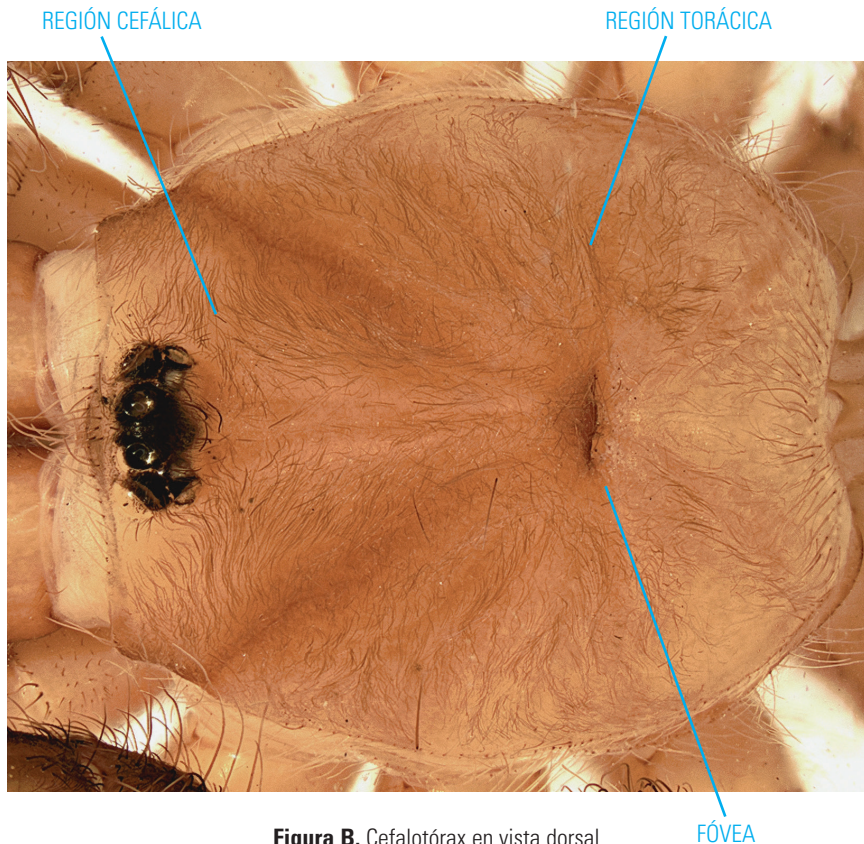 REGIÓN CEFÁLICA
REGIÓN TORÁCICA
FÓVEA
Figura B. Cefalotórax en vista dorsal